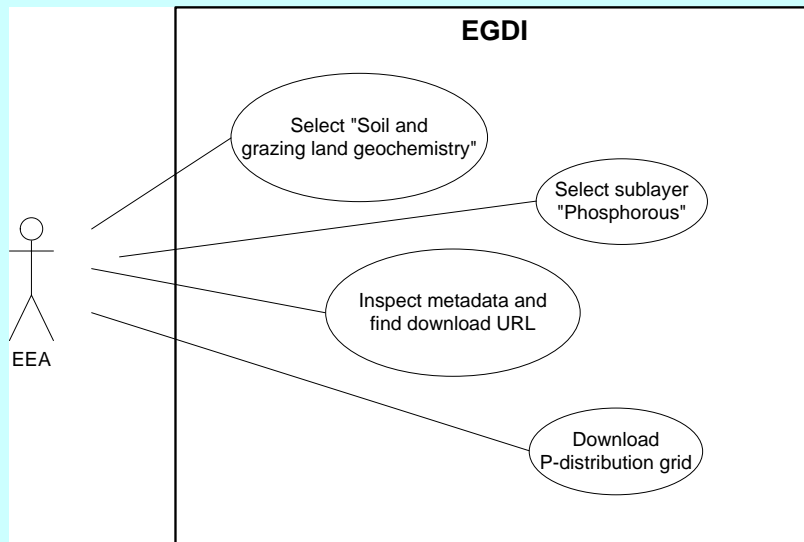 EGDI
Select "Soil and
grazing land geochemistry"
Select sublayer
"Phosphorous"
Inspect metadata and
find download URL
EEA
Download
P-distribution grid